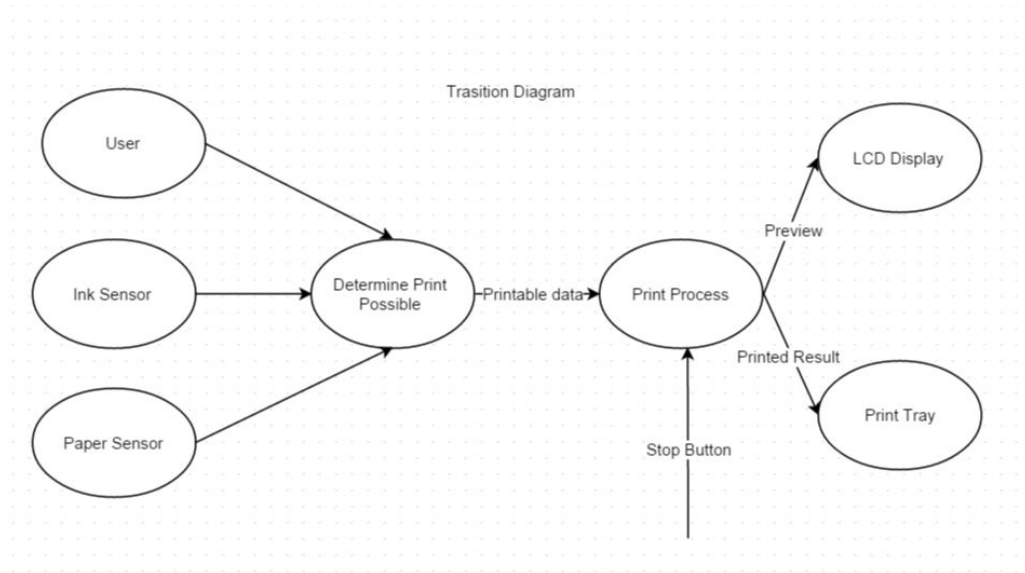 Trasition Diagram
User
LCD Display
Preview
Ink Sensor
Determine Print
Possible
Printable data
Print Process
Printed Result
Print Tray
Paper Sensor
Stop Button